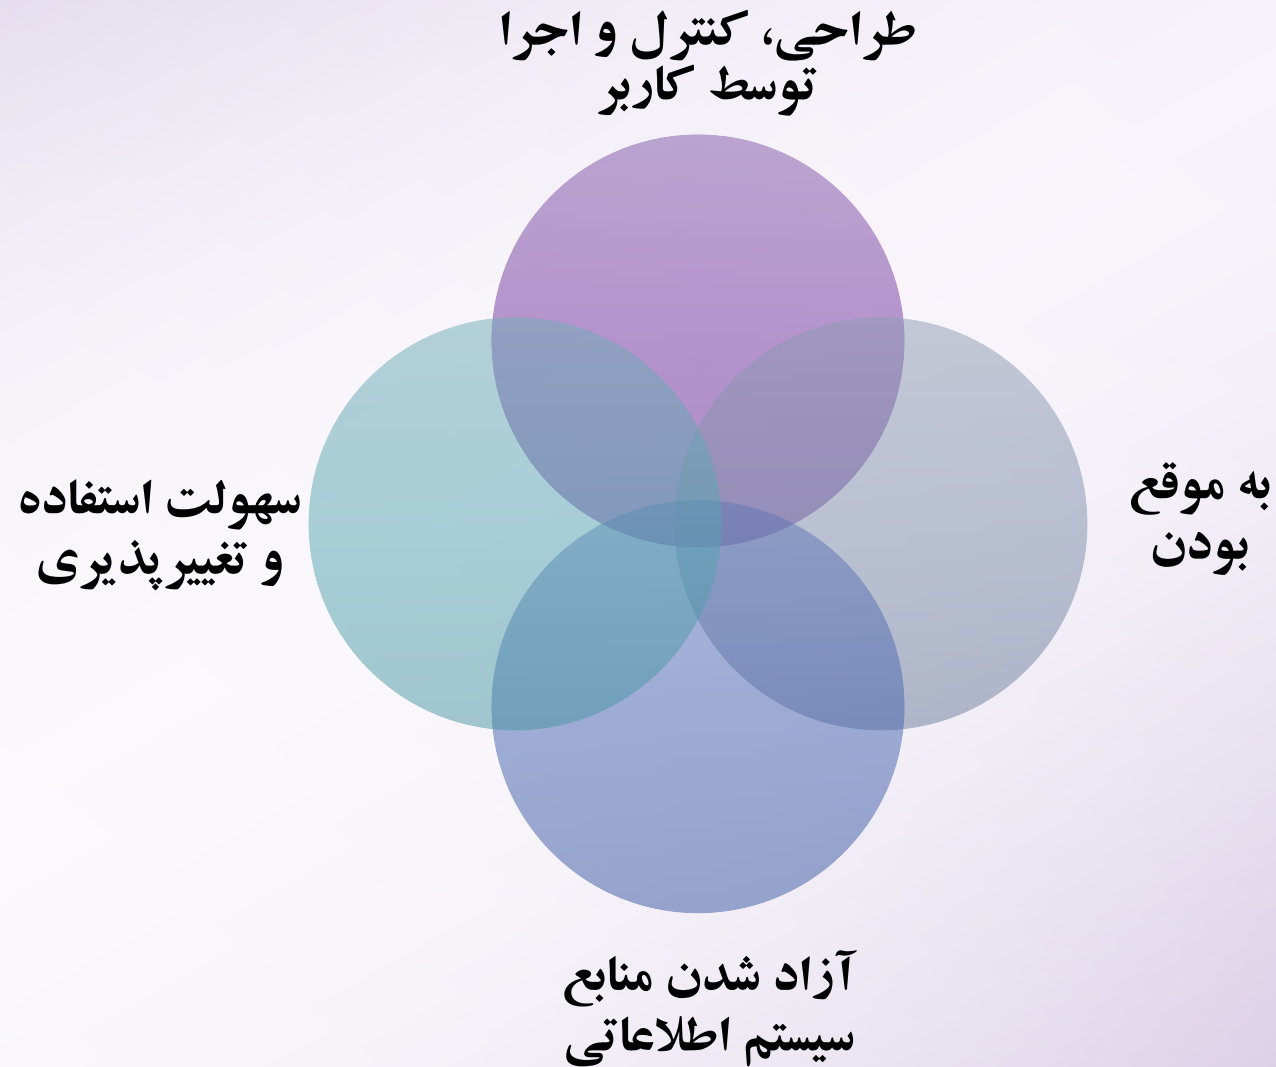 طراحی، کنترل و اجرا
توسط کاربر
به موقع
بودن
آزاد شدن منابع
سیستم اطلاعاتی
سهولت استفاده
و تغییرپذیری